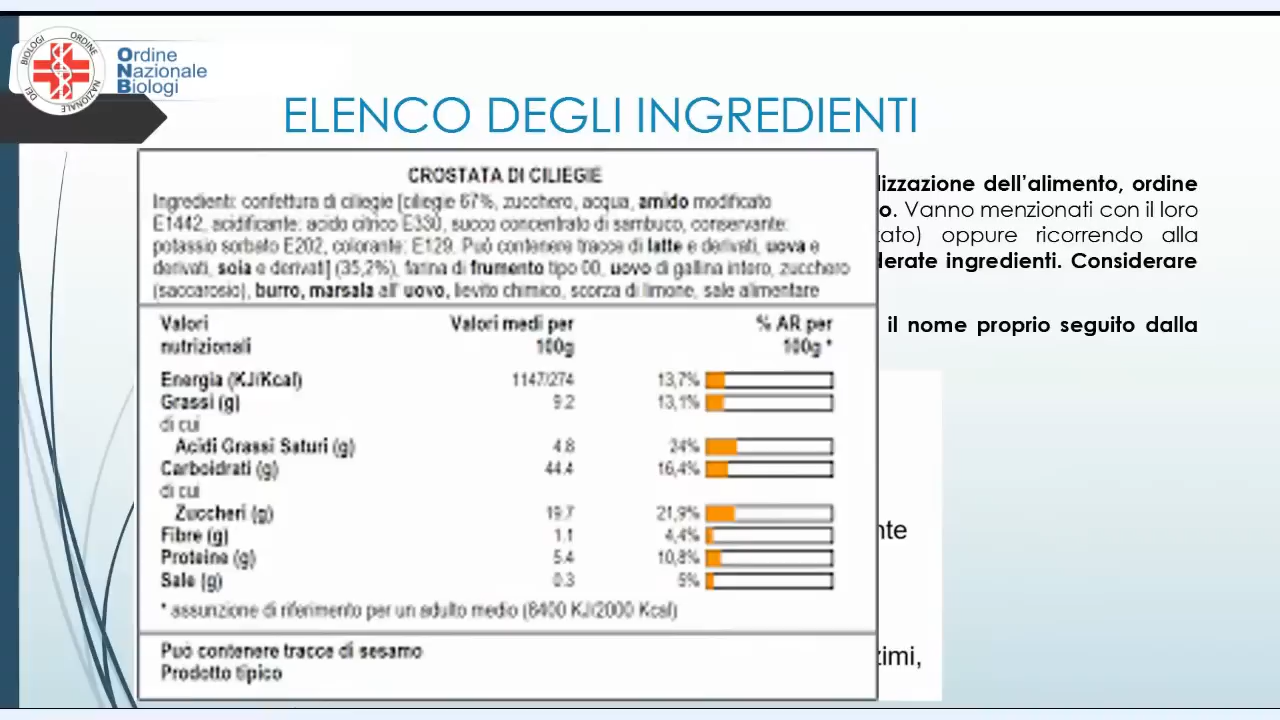 ORDINE NAZIONALE DEI BIOLOGI
Ordine
Nazionale
Biologi
ELENCO DEGLI INGREDIENTI
CROSTATA DI CILIEGIE
Ingredienti: confettura di ciliegie [ciliegie 67%, zucchero, acqua, amido modificato
E1442, acidificante: acido citrico E330, succo concentrato di sambuco, conservante:
potassio sorbato E202, colorante: E129. Può contenere tracce di latte e derivati, uova e
derivati, soia e derivati] (35,2%), farina di frumento tipo 00, uovo di gallina intero, zucchero
(saccarosio), burro, marsala all' uovo, lievito chimico, scorza di limone, sale alimentare
Valori nutrizionali
Valori medi per 100g
% AR per 100g *
Energia (KJ/Kcal) 1147/274 13,7%
Grassi (g) 9.2 13,1%
di cui
Acidi Grassi Saturi (g) 4.8 24%
Carboidrati (g) 44.4 16,4%
di cui
Zuccheri (g) 19.7 21,9%
Fibre (g) 1.1 4,4%
Proteine (g) 5.4 10,8%
Sale (g) 0.3 5%
* assunzione di riferimento per un adulto medio (8400 KJ/2000 Kcal)
Può contenere tracce di sesamo
Prodotto tipico
dell'alimento, ordine
Vanno menzionati con il loro
oppure ricorrendo alla
ingredienti. Considerare
il nome proprio seguito dalla